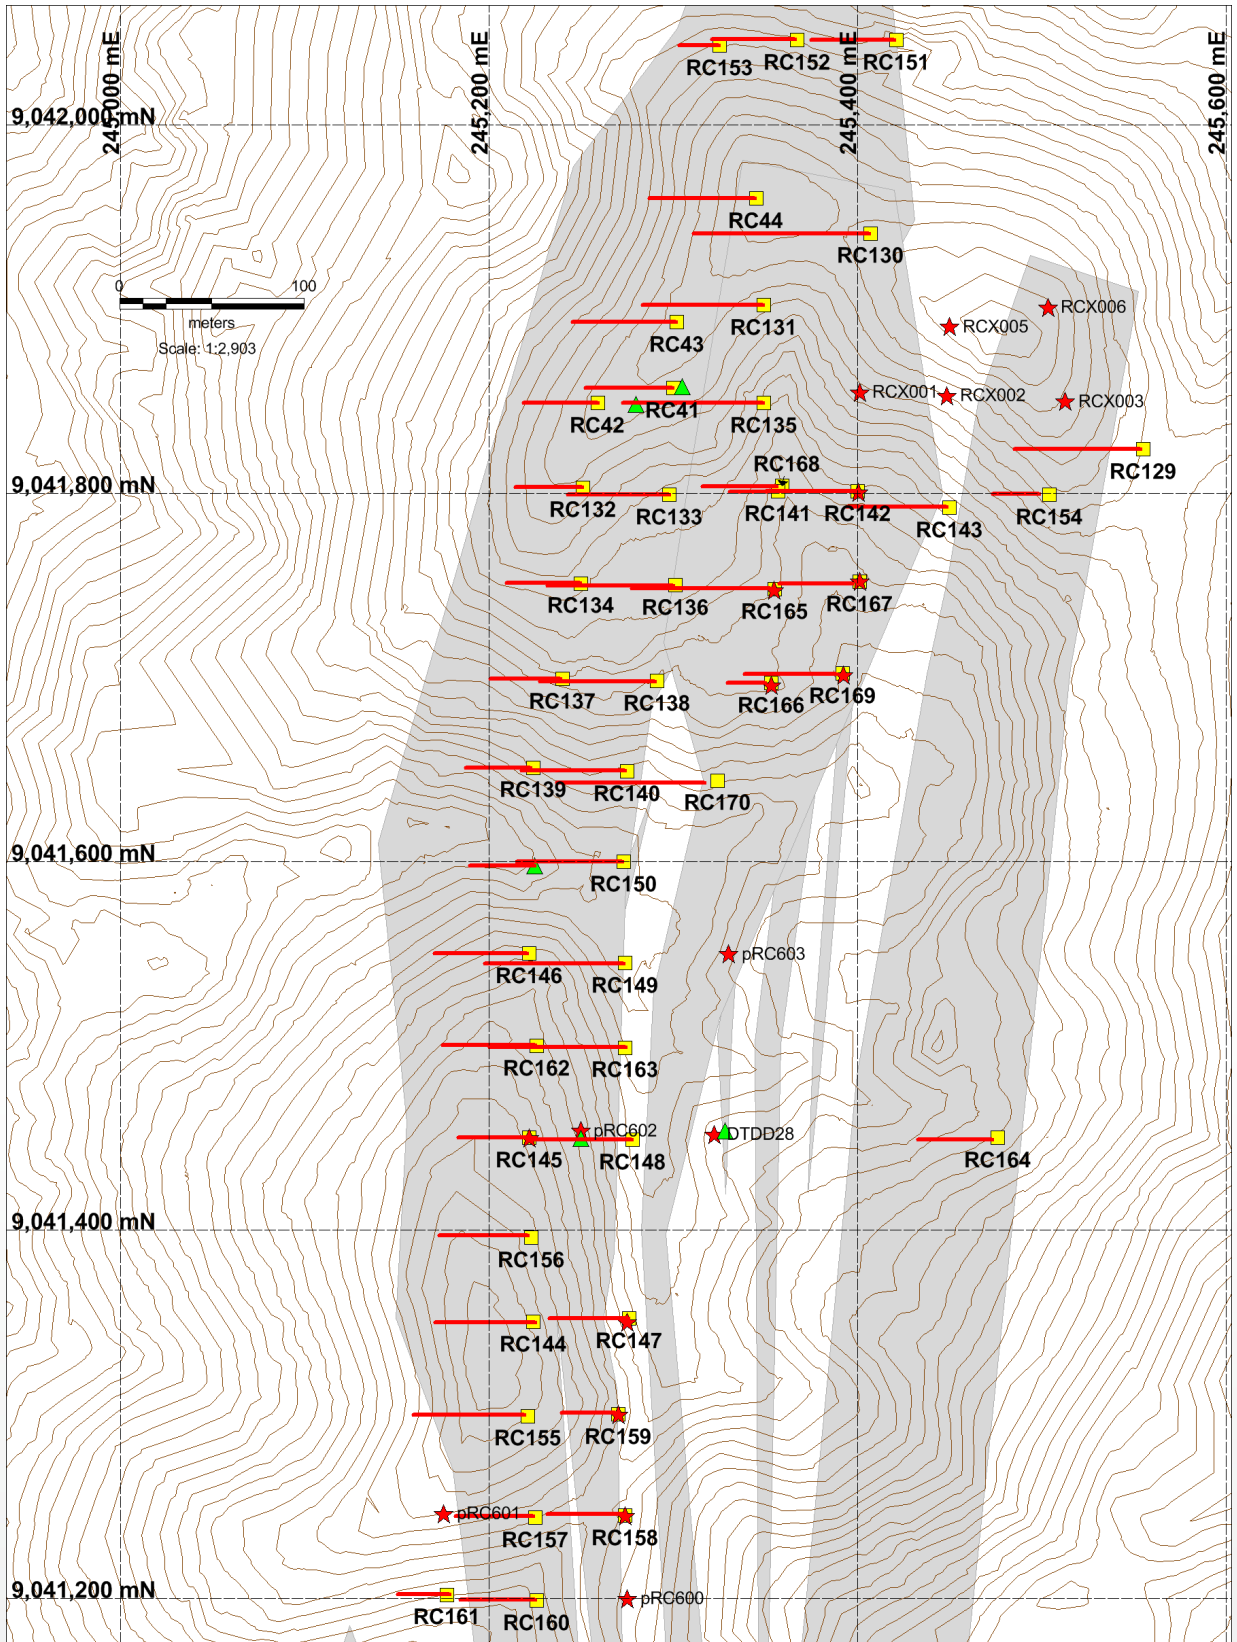 245,000 mE
245,200 mE
245,400 mE
245,600 mE
RC153
RC152
RC151
9,042,000 mN
RC44
RC130
0
100
meters
Scale: 1:2,903
RC131
RC43
RCX006
RCX005
RC41
RC42
RC135
RCX001
RCX002
RCX003
RC129
RC168
9,041,800 mN
RC132
RC133
RC141
RC142
RC143
RC154
RC134
RC136
RC165
RC167
RC137
RC138
RC166
RC169
RC139
RC140
RC170
9,041,600 mN
RC150
pRC603
RC146
RC149
RC162
RC163
pRC602
DTDD28
RC145
RC148
RC164
9,041,400 mN
RC156
RC144
RC147
RC155
RC159
pRC601
RC157
RC158
9,041,200 mN
RC161
RC160
pRC600